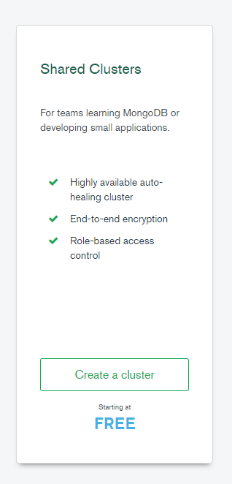 Shared Clusters
For teams learning MongoDB or
developing small applications.
Highly available auto-
healing cluster
End-to-end encryption
Role-based access
control
Create a cluster
Starting at
FREE